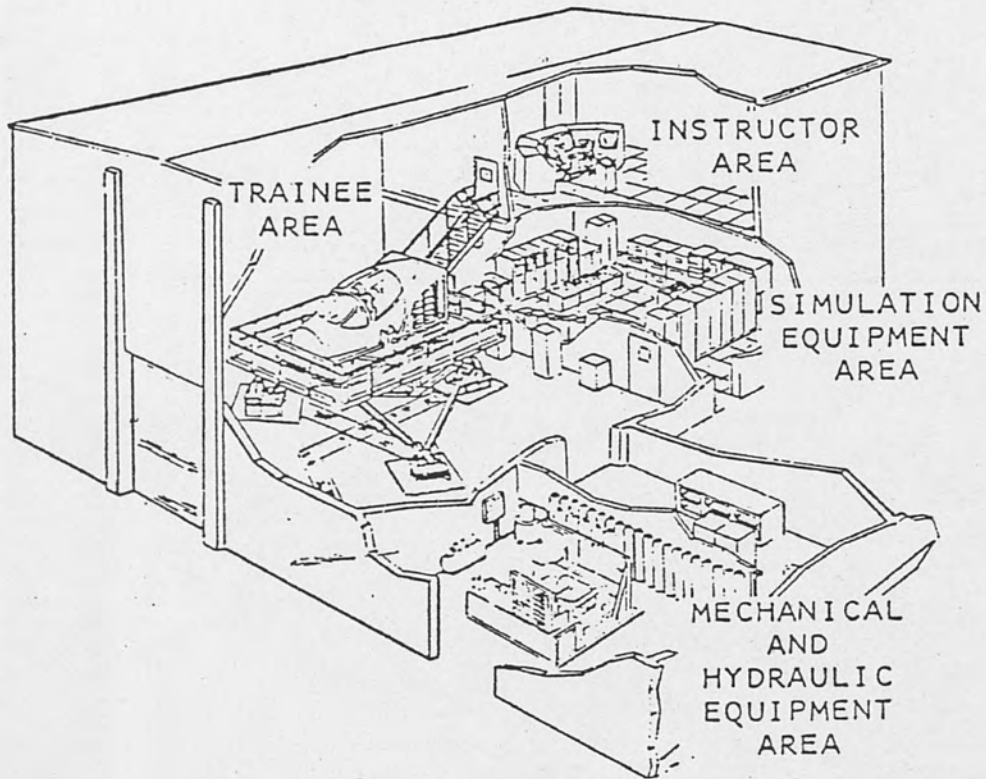 INSTRUCTOR
AREA
TRAINEE
AREA
SIMULATION
EQUIPMENT
AREA
MECHANICAL
AND
HYDRAULIC
EQUIPMENT
AREA